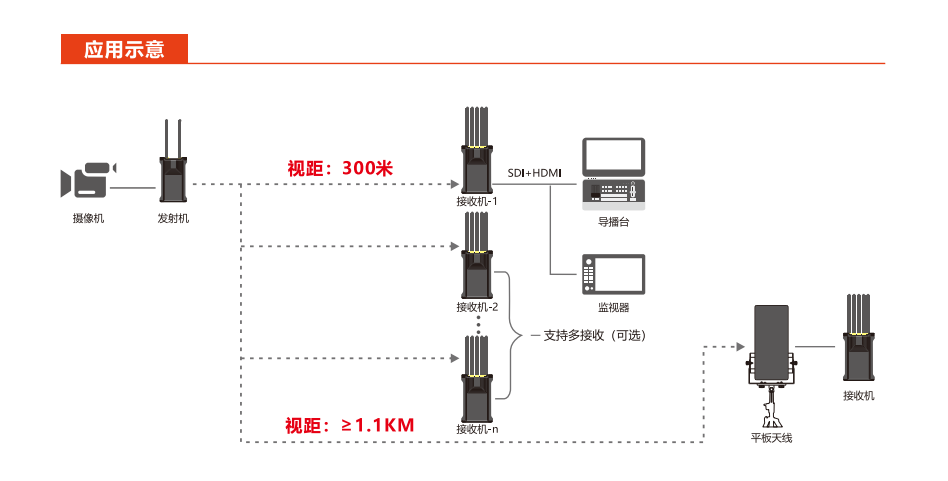 应用示意
视距：300米
SDI+HDMI
摄像机
发射机
接收机-1
导播台
接收机-2
监视器
支持多接收（可选）
接收机
视距：≥1.1KM
接收机-n
平板天线